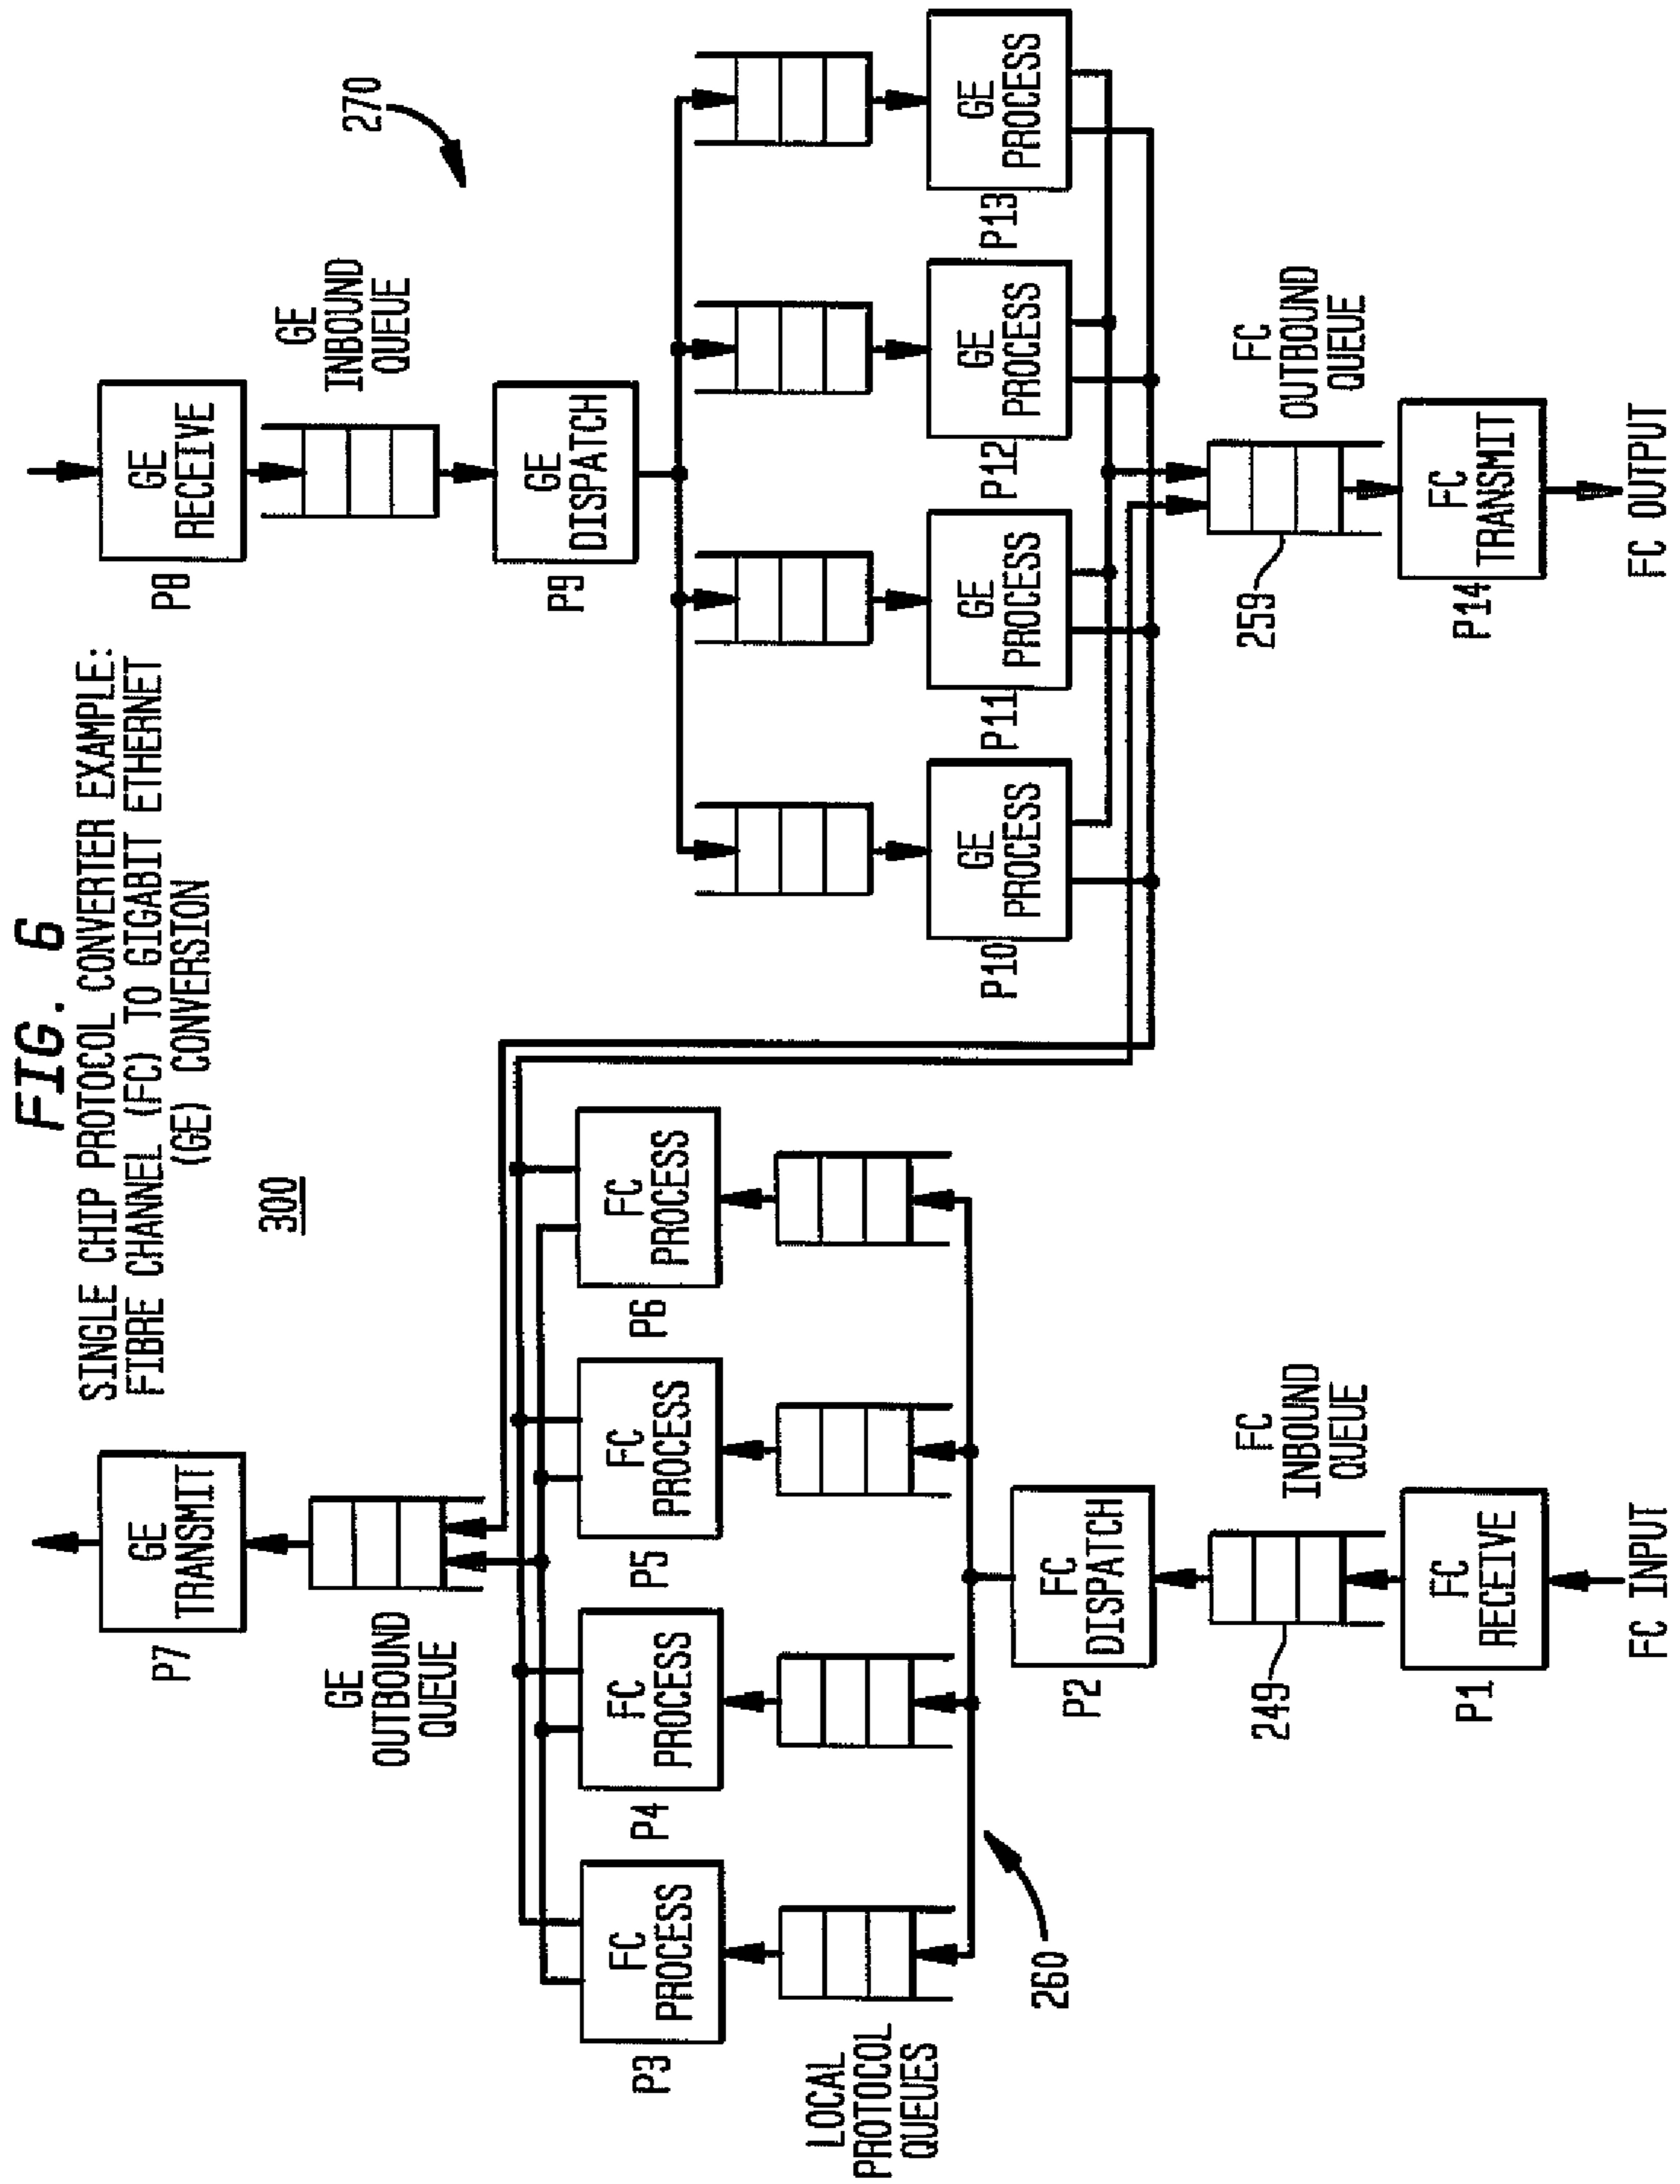 FIG. 6
SINGLE CHIP PROTOCOL CONVERTER EXAMPLE:
FIBRE CHANNEL (FC) TO GIGABIT ETHERNET
(GE) CONVERSION
300
P7
GE
TRANSMIT
GE
OUTBOUND
QUEUE
P3
FC
PROCESS
P4
FC
PROCESS
P5
FC
PROCESS
P6
FC
PROCESS
LOCAL
PROTOCOL
QUEUES
260
P2
FC
DISPATCH
249
FC
INBOUND
QUEUE
P1
FC
RECEIVE
FC INPUT
P8
GE
RECEIVE
GE
INBOUND
QUEUE
270
P9
GE
DISPATCH
P10
GE
PROCESS
P11
GE
PROCESS
P12
GE
PROCESS
P13
GE
PROCESS
259
FC
OUTBOUND
QUEUE
P14
FC
TRANSMIT
FC OUTPUT